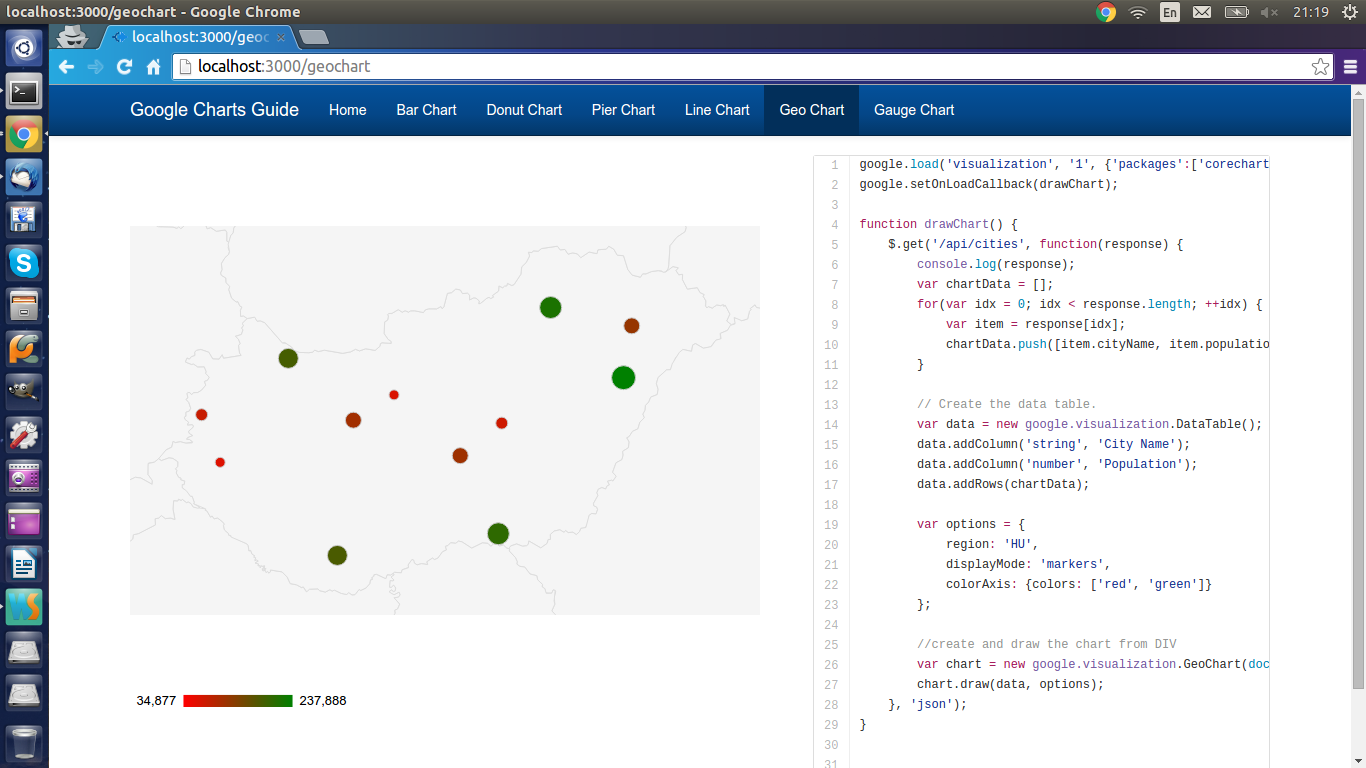 localhost:3000/geochart - Google Chrome
En
21:19
localhost:3000/geoc
localhost:3000/geochart
Google Charts Guide Home Bar Chart Donut Chart Pier Chart Line Chart Geo Chart Gauge Chart
34,877 237,888
1 google.load('visualization', '1', {'packages':['corechart
2 google.setOnLoadCallback(drawChart);
3
4 function drawChart() {
5 $.get('/api/cities', function(response) {
6 console.log(response);
7 var chartData = [];
8 for(var idx = 0; idx < response.length; ++idx) {
9 var item = response[idx];
10 chartData.push([item.cityName, item.populatio
11 }
12
13 // Create the data table.
14 var data = new google.visualization.DataTable();
15 data.addColumn('string', 'City Name');
16 data.addColumn('number', 'Population');
17 data.addRows(chartData);
18
19 var options = {
20 region: 'HU',
21 displayMode: 'markers',
22 colorAxis: {colors: ['red', 'green']}
23 };
24
25 //create and draw the chart from DIV
26 var chart = new google.visualization.GeoChart(doc
27 chart.draw(data, options);
28 }, 'json');
29 }
30
31